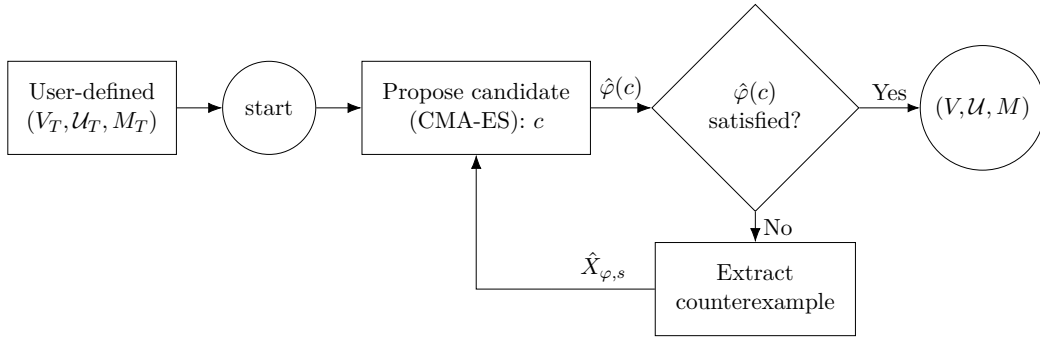 User-defined
(V_T, 𝒰_T, M_T)
start
Propose candidate
(CMA-ES): c
φ̂(c)
φ̂(c)
satisfied?
Yes
(V, 𝒰, M)
No
Extract
counterexample
X̂_{φ,s}